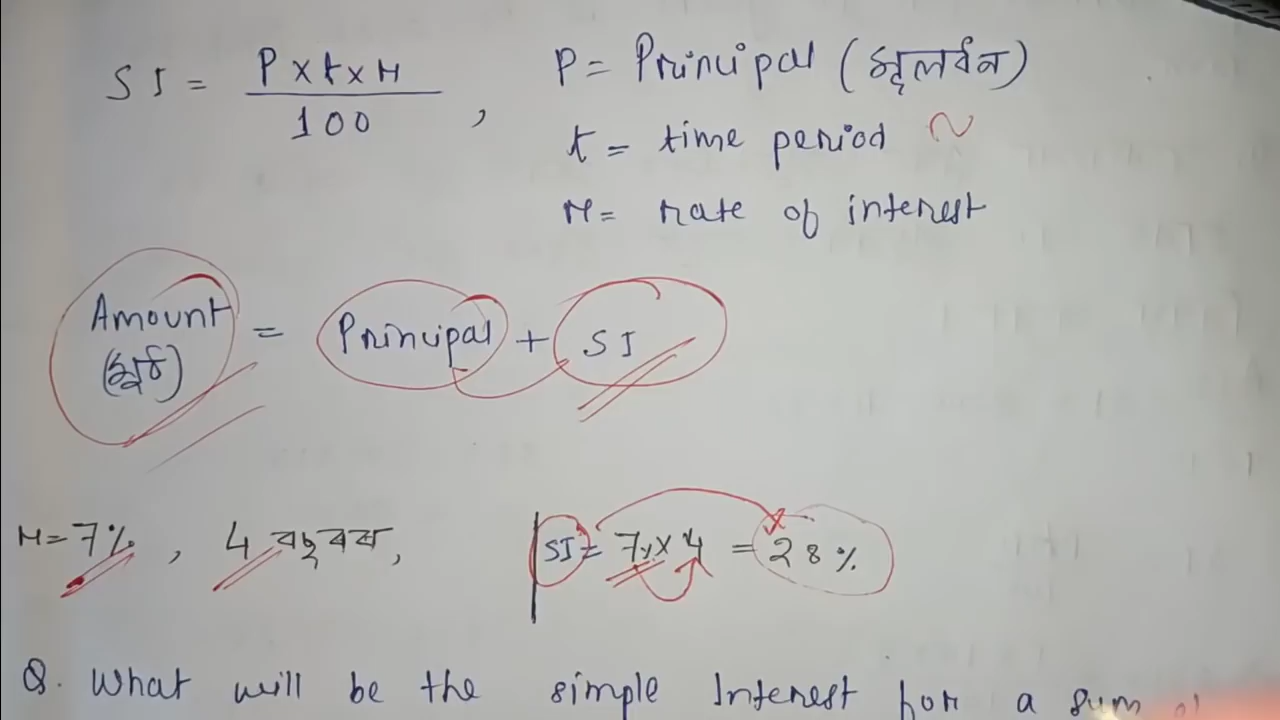 SI = P x t x r / 100 , P = Principal (মূলধন)
t = time period
r = rate of interest
Amount = Principal + SI
r = 7% , 4
SI = 7% x 4 = 28%
Q. What will be the simple Interest for a sum